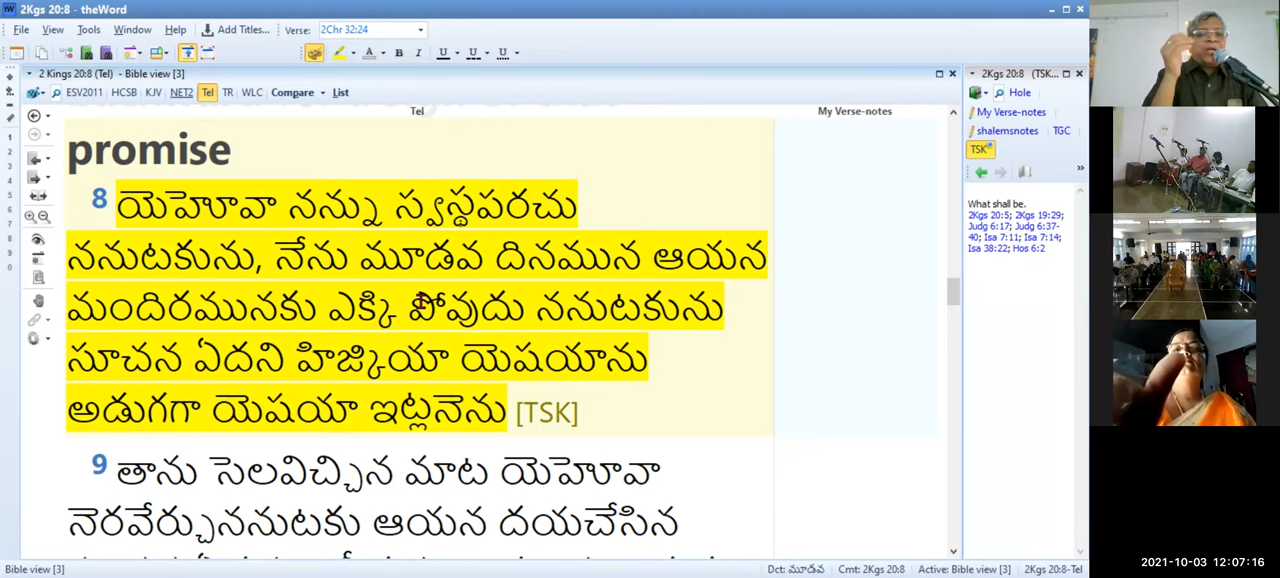 2Kgs 20:8 - theWord
File View Tools Window Help Add Titles... Verse: 2Chr 32:24
2 Kings 20:8 (Tel) - Bible view [3]
ESV2011 HCSB KJV NET2 Tel TR WLC Compare List
Tel My Verse-notes
promise
8 యెహోవా నన్ను స్వస్థపరచు
ననుటకును, నేను మూడవ దినమున ఆయన
మందిరమునకు ఎక్కి పోవుదు ననుటకును
సూచన ఏదని హిజ్కియా యెషయాను
అడుగగా యెషయా ఇట్లనెను [TSK]
9 తాను సెలవిచ్చిన మాట యెహోవా
నెరవేర్చుననుటకు ఆయన దయచేసిన
2Kgs 20:8 (TSK...
Hole
My Verse-notes
shalemsnotes TGC
TSK
What shall be.
2Kgs 20:5; 2Kgs 19:29;
Judg 6:17; Judg 6:37-
40; Isa 7:11; Isa 7:14;
Isa 38:22; Hos 6:2
Bible view [3] Dct: మూడవ Cmt: 2Kgs 20:8 Active: Bible view [3] 2Kgs 20:8-Tel
2021-10-03 12:07:16